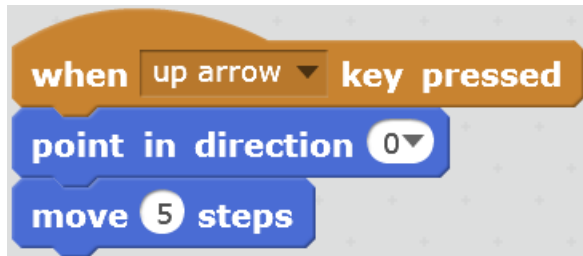 when up arrow key pressed
point in direction 0
move 5 steps